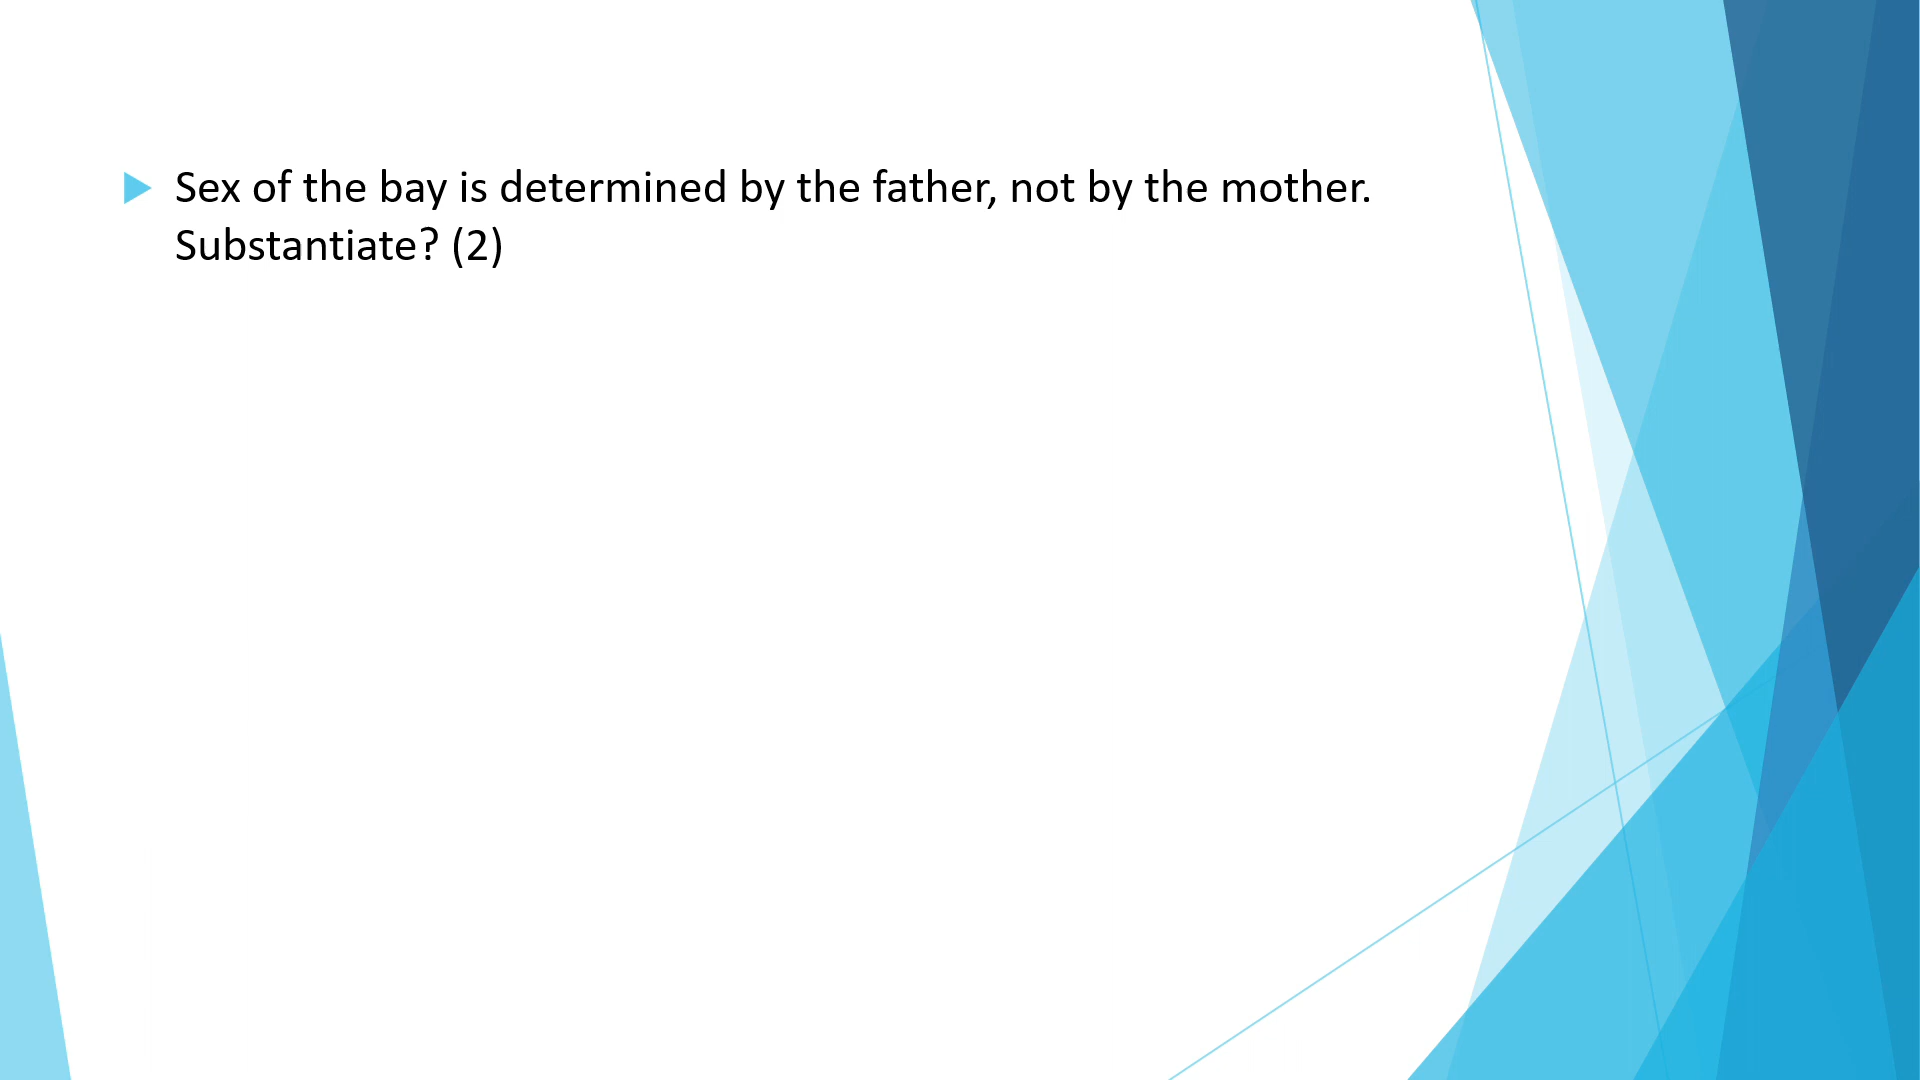 Sex of the bay is determined by the father, not by the mother.
Substantiate? (2)